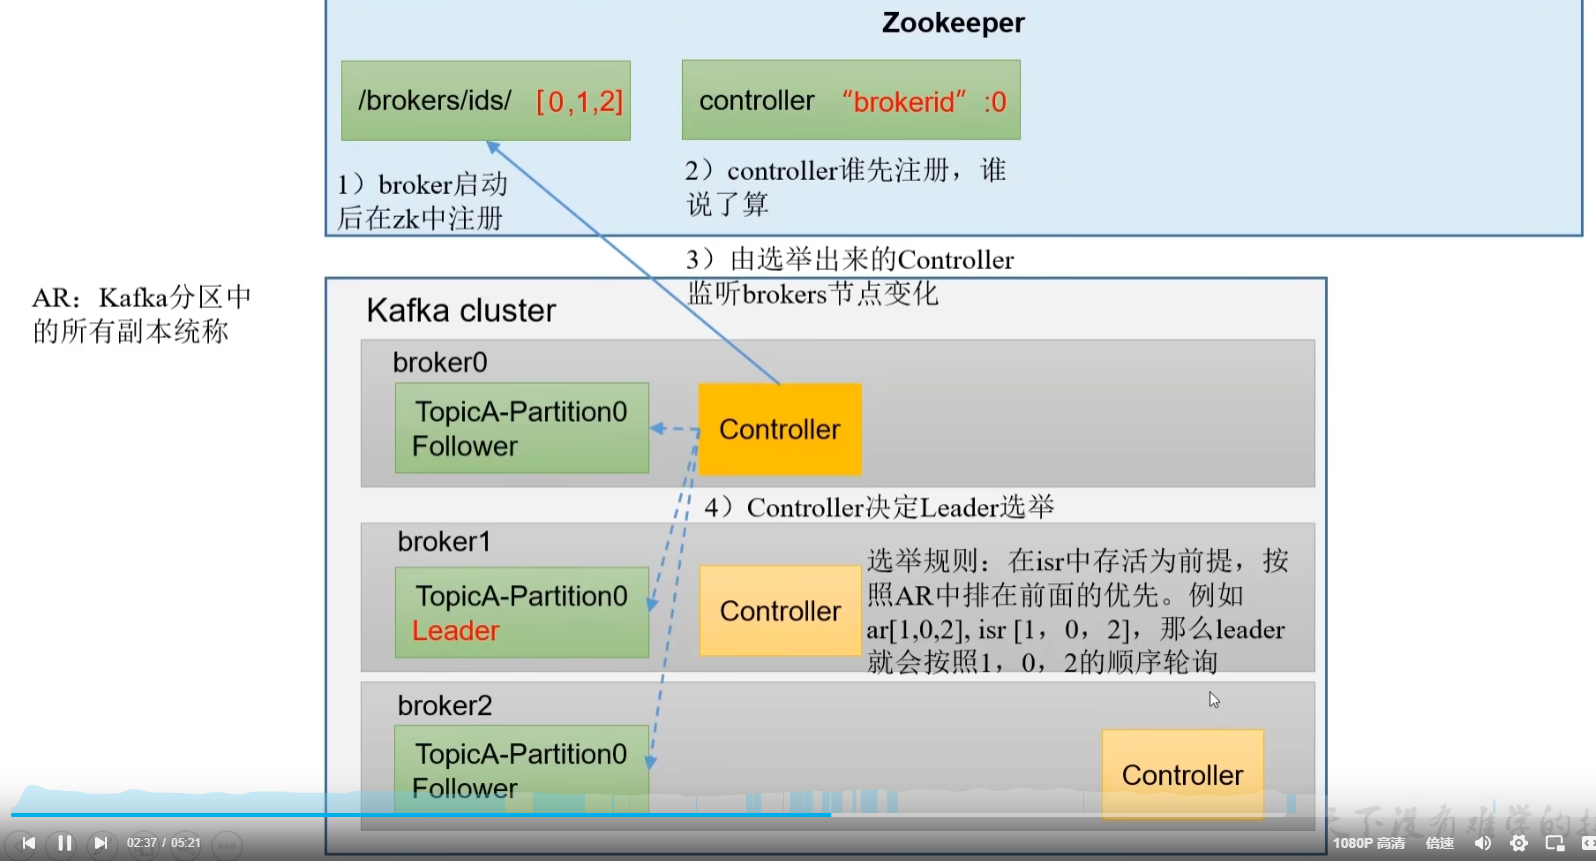 Zookeeper
/brokers/ids/ [0,1,2]
controller “brokerid” :0
1）broker启动
后在zk中注册
2）controller谁先注册，谁
说了算
3）由选举出来的Controller
监听brokers节点变化
AR：Kafka分区中
的所有副本统称
Kafka cluster
broker0
TopicA-Partition0
Follower
Controller
4）Controller决定Leader选举
broker1
TopicA-Partition0
Leader
Controller
选举规则：在isr中存活为前提，按
照AR中排在前面的优先。例如
ar[1,0,2], isr [1，0，2]，那么leader
就会按照1，0，2的顺序轮询
broker2
TopicA-Partition0
Follower
Controller
天下没有难学的技
02:37 / 05:21
1080P 高清
倍速